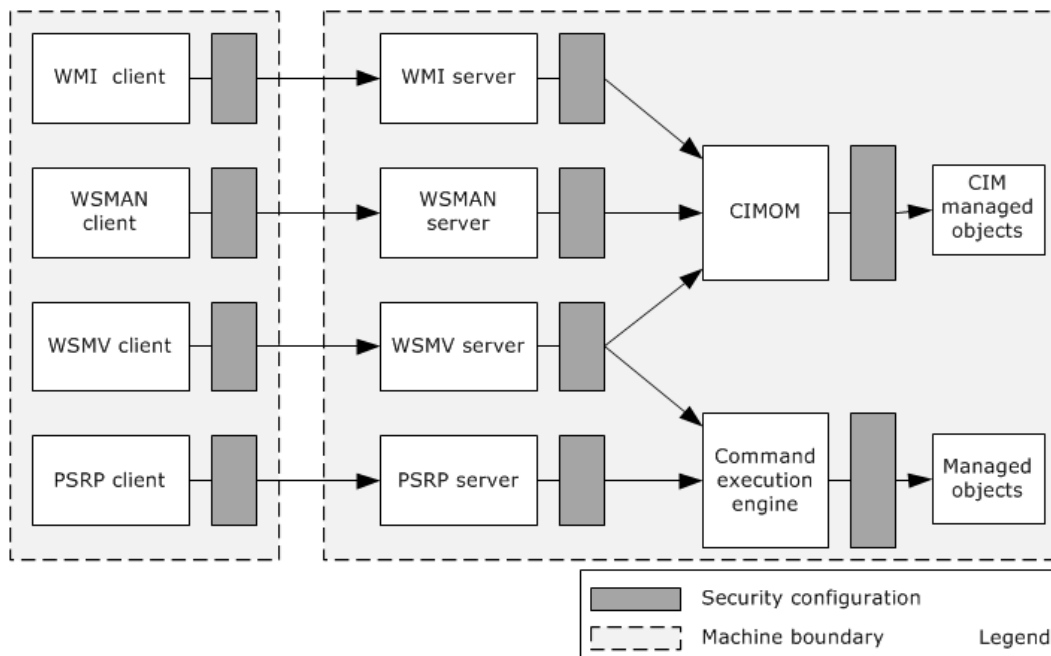 WMI client
WMI server
WSMAN
client
WSMAN
server
CIMOM
CIM
managed
objects
WSMV client
WSMV server
PSRP client
PSRP server
Command
execution
engine
Managed
objects
Security configuration
Machine boundary
Legend